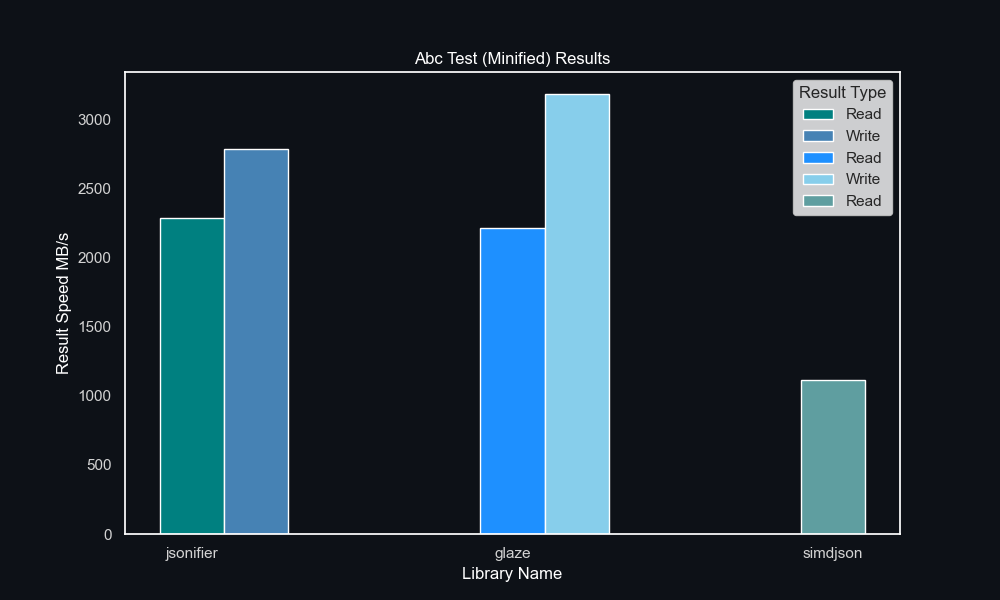 Abc Test (Minified) Results
Result Type
Read
Write
Read
Write
Read
3000
2500
2000
1500
1000
500
0
Result Speed MB/s
jsonifier
glaze
simdjson
Library Name